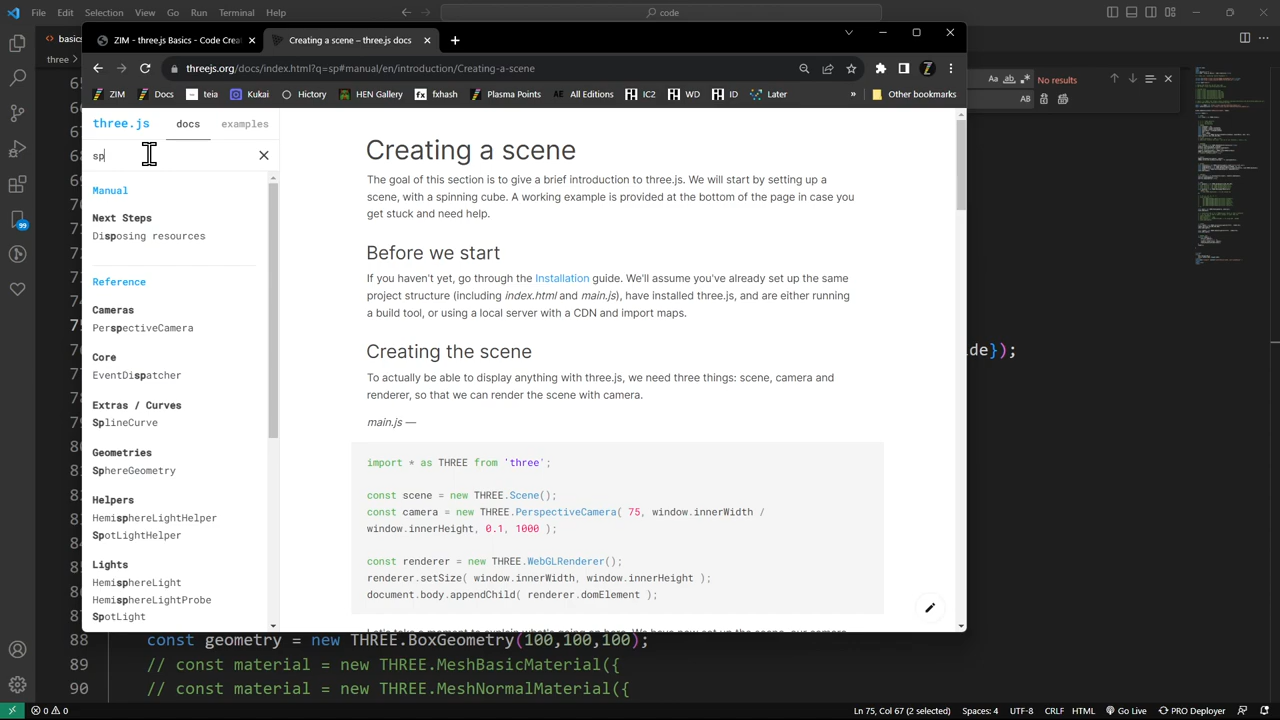 File Edit Selection View Go Run Terminal Help
code
basics
three
ZIM - three.js Basics - Code Crea
Creating a scene – three.js docs
threejs.org/docs/index.html?q=sp#manual/en/introduction/Creating-a-scene
ZIM Docs teia Kukai Hictory HEN Gallery fxhash Fingerprints All Editions IC2 WD ID Later » Other bookmarks
three.js docs examples
sp
Manual
Next Steps
Disposing resources
Reference
Cameras
PerspectiveCamera
Core
EventDispatcher
Extras / Curves
SplineCurve
Geometries
SphereGeometry
Helpers
HemisphereLightHelper
SpotLightHelper
Lights
HemisphereLight
HemisphereLightProbe
SpotLight
Creating a scene
The goal of this section is to give a brief introduction to three.js. We will start by setting up a
scene, with a spinning cube. A working example is provided at the bottom of the page in case you
get stuck and need help.
Before we start
If you haven't yet, go through the Installation guide. We'll assume you've already set up the same
project structure (including index.html and main.js), have installed three.js, and are either running
a build tool, or using a local server with a CDN and import maps.
Creating the scene
To actually be able to display anything with three.js, we need three things: scene, camera and
renderer, so that we can render the scene with camera.
main.js —
import * as THREE from 'three';
const scene = new THREE.Scene();
const camera = new THREE.PerspectiveCamera( 75, window.innerWidth /
window.innerHeight, 0.1, 1000 );
const renderer = new THREE.WebGLRenderer();
renderer.setSize( window.innerWidth, window.innerHeight );
document.body.appendChild( renderer.domElement );
No results
de});
88 const geometry = new THREE.BoxGeometry(100,100,100);
89 // const material = new THREE.MeshBasicMaterial({
90 // const material = new THREE.MeshNormalMaterial({
99
0 0 Ln 75, Col 67 (2 selected) Spaces: 4 UTF-8 CRLF HTML Go Live PRO Deployer